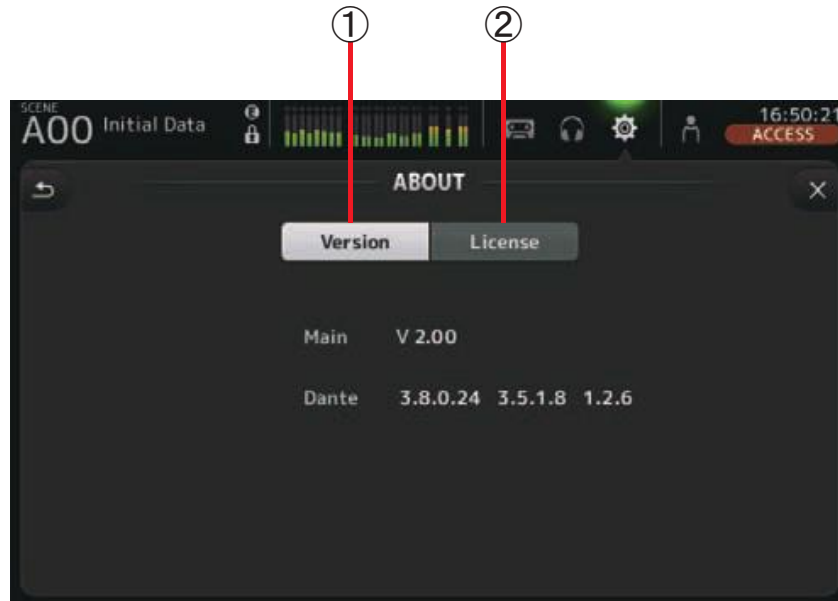 ① ②
SCENE
A00 Initial Data
16:50:21
ACCESS
ABOUT
Version License
Main V 2.00
Dante 3.8.0.24 3.5.1.8 1.2.6